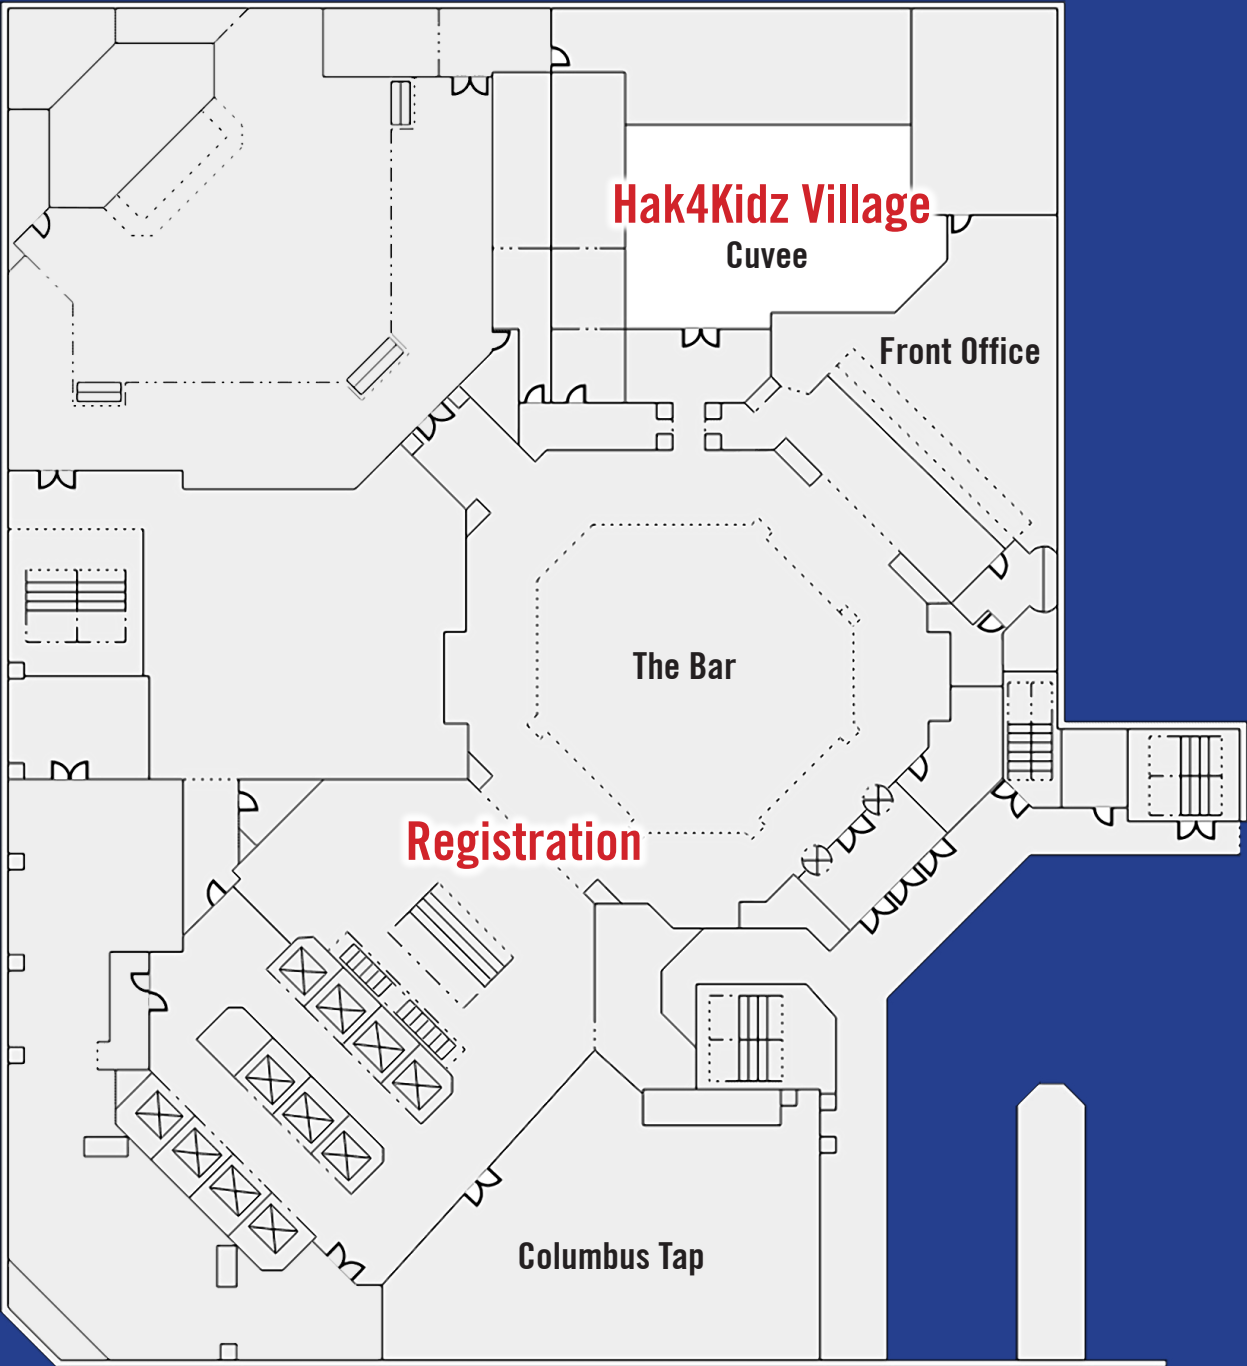 Hak4Kidz Village
Cuvee
Front Office
The Bar
Registration
Columbus Tap